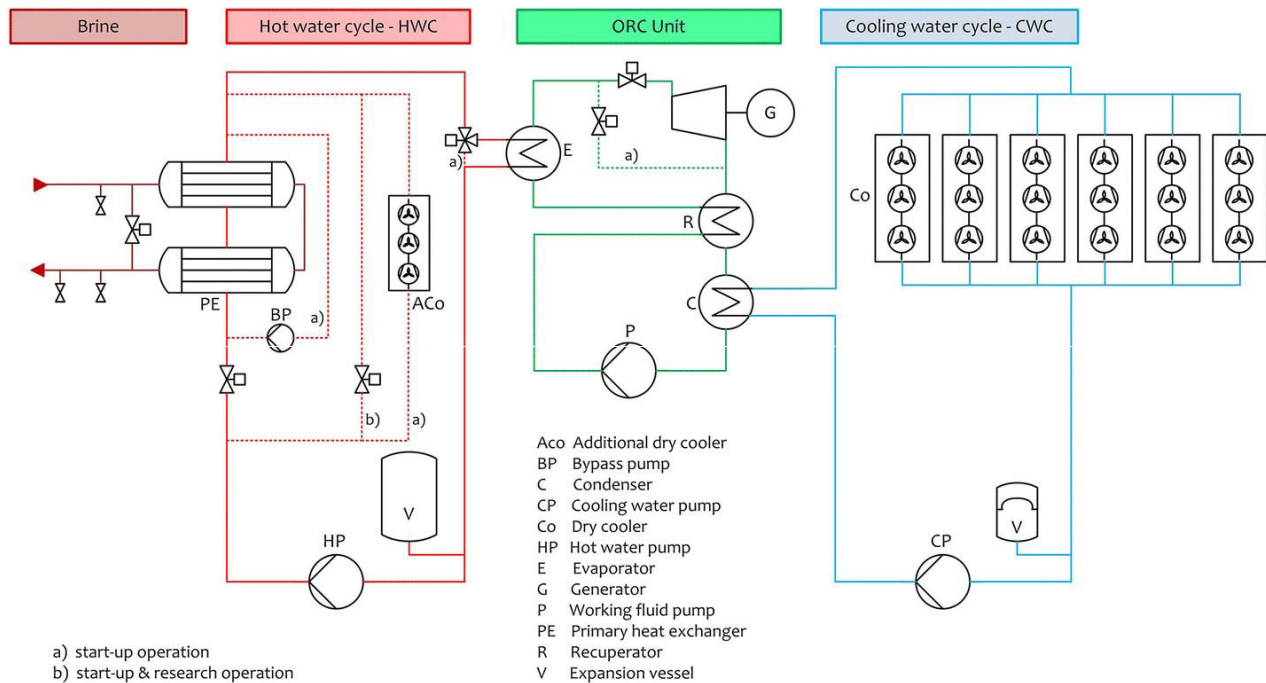 Brine
Hot water cycle - HWC
ORC Unit
Cooling water cycle - CWC
G
a)
E
a)
Co
R
PE
BP
a)
ACo
C
P
b)
a)
Aco Additional dry cooler
BP Bypass pump
C Condenser
CP Cooling water pump
Co Dry cooler
HP Hot water pump
E Evaporator
G Generator
P Working fluid pump
PE Primary heat exchanger
R Recuperator
V Expansion vessel
V
HP
V
CP
a) start-up operation
b) start-up & research operation